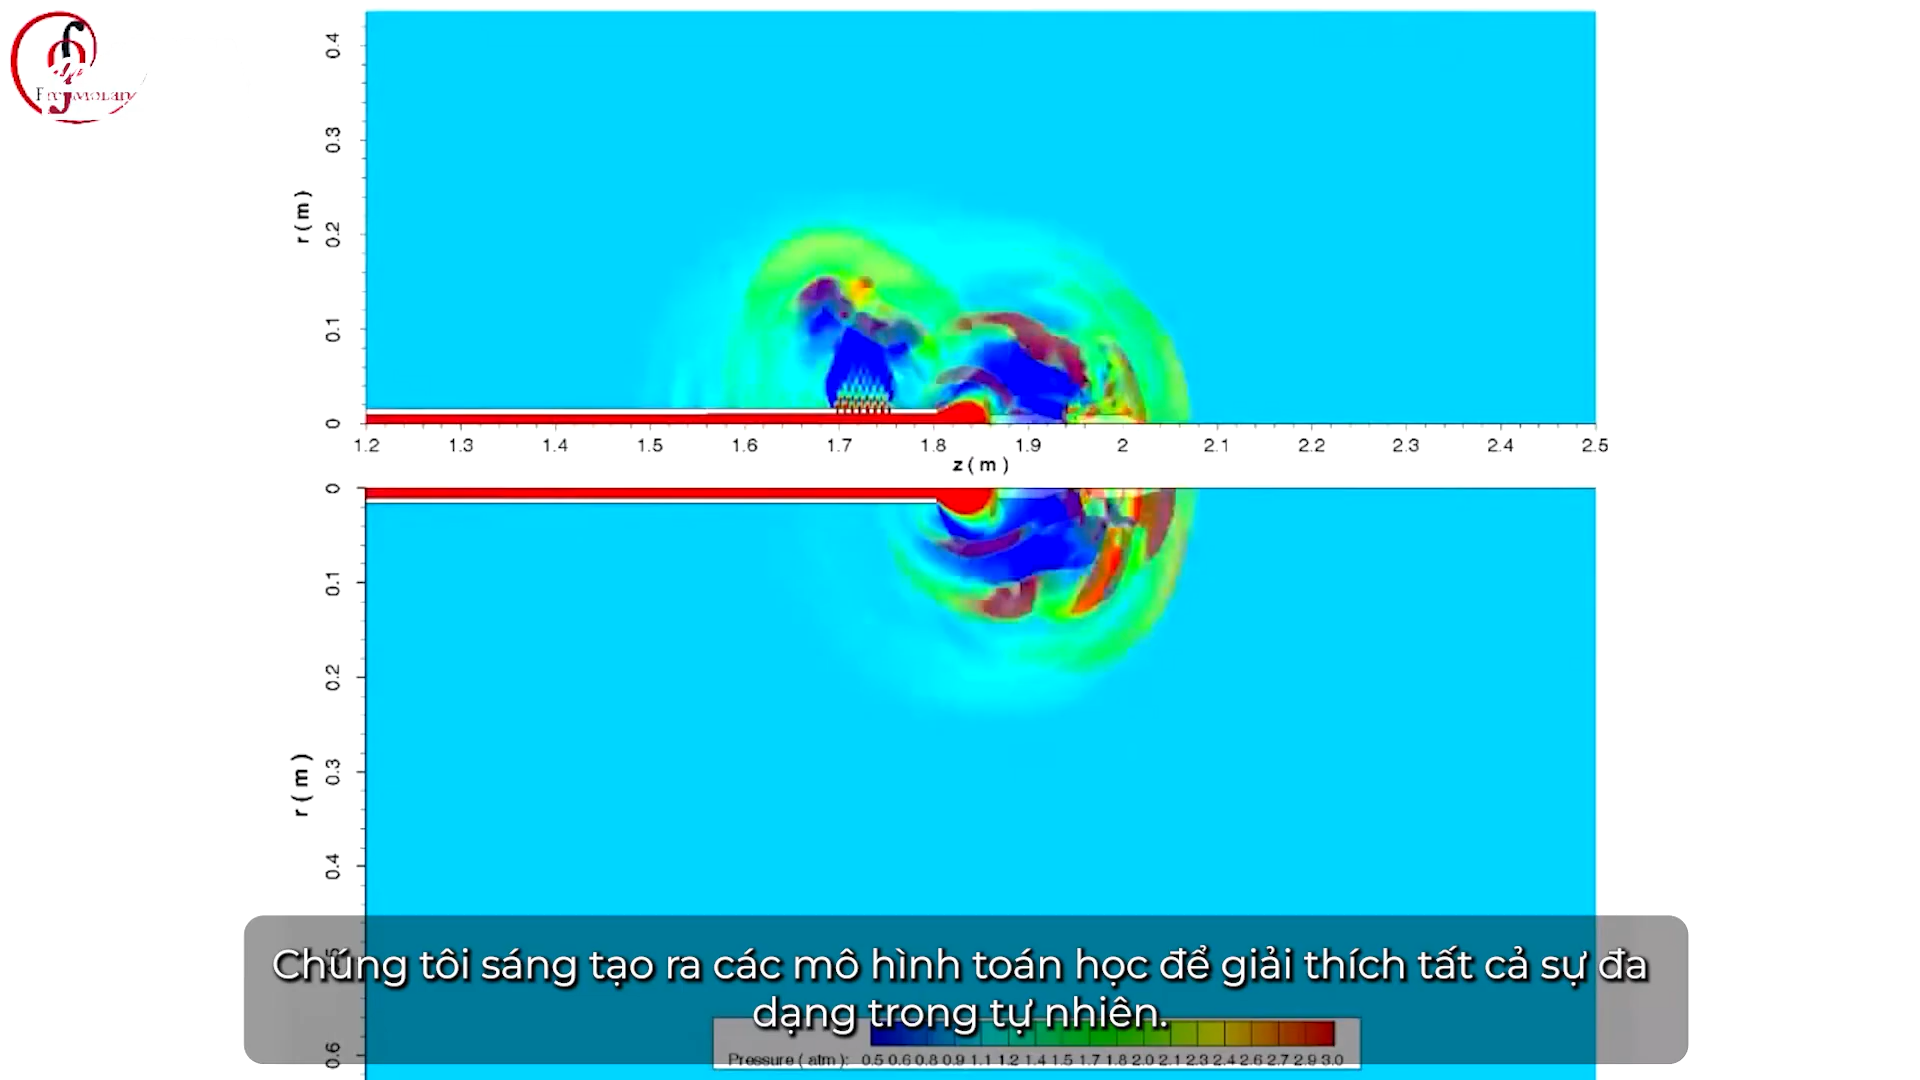 0.4
0.3
r ( m )
0.2
0.1
0
1.2 1.3 1.4 1.5 1.6 1.7 1.8 1.9 2 2.1 2.2 2.3 2.4 2.5
z ( m )
0
0.1
0.2
r ( m )
0.3
0.4
Chúng tôi sáng tạo ra các mô hình toán học để giải thích tất cả sự đa
dạng trong tự nhiên.
0.6
Pressure ( atm ): 0.5 0.6 0.8 0.9 1.1 1.2 1.4 1.5 1.7 1.8 2.0 2.1 2.3 2.4 2.6 2.7 2.9 3.0